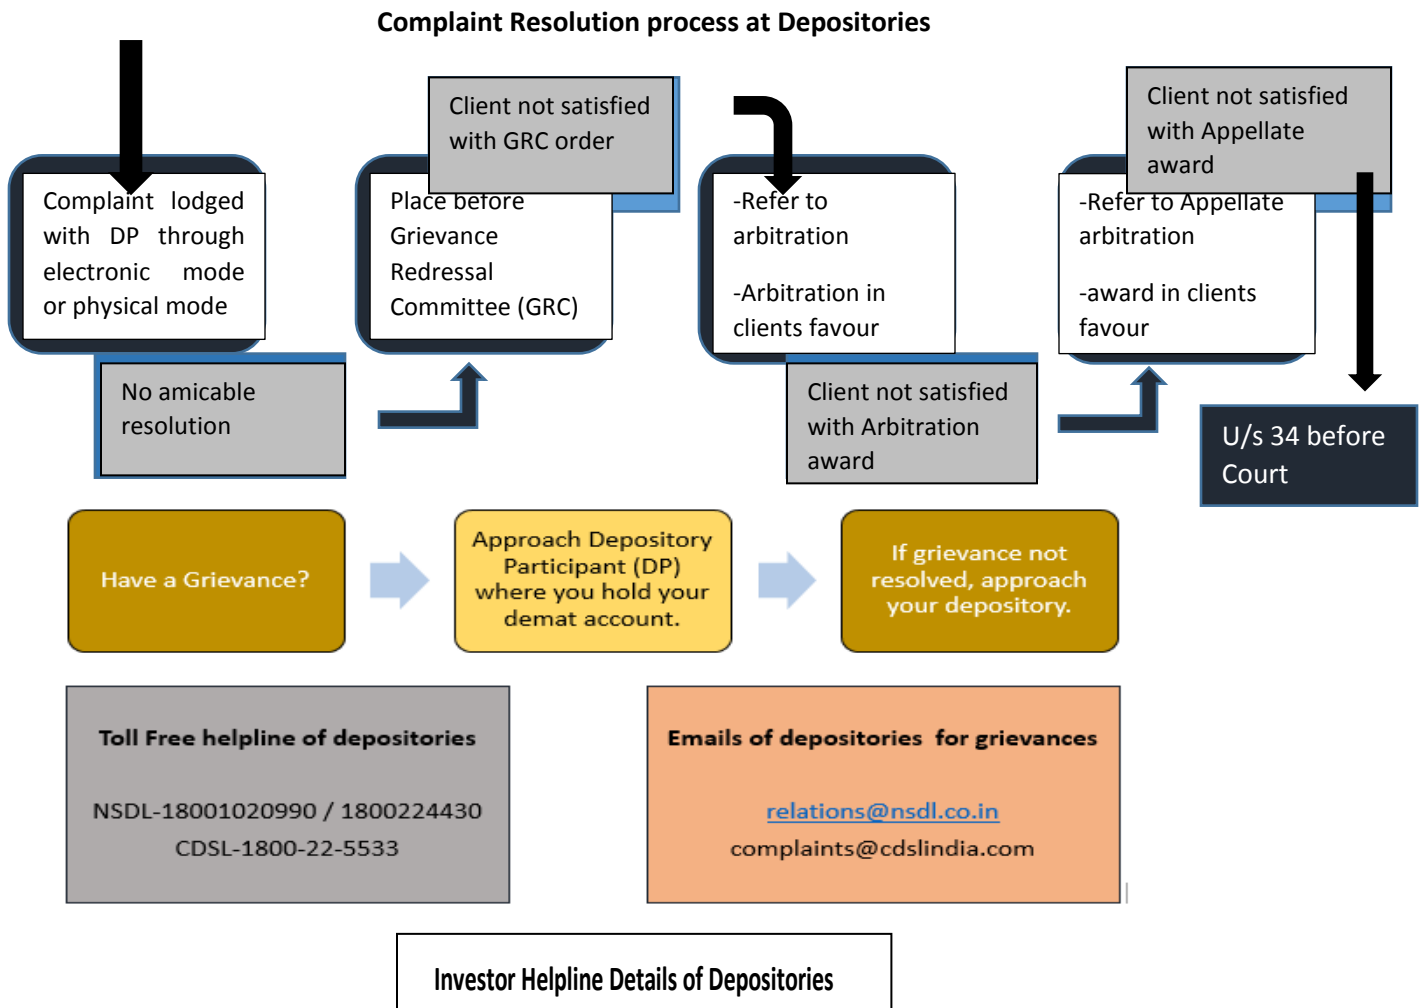 Complaint Resolution process at Depositories
Client not satisfied
with GRC order
Client not satisfied
with Appellate
award
Complaint lodged
with DP through
electronic mode
or physical mode
Place before
Grievance
Redressal
Committee (GRC)
-Refer to
arbitration
-Arbitration in
clients favour
-Refer to Appellate
arbitration
-award in clients
favour
No amicable
resolution
Client not satisfied
with Arbitration
award
U/s 34 before
Court
Have a Grievance?
Approach Depository
Participant (DP)
where you hold your
demat account.
If grievance not
resolved, approach
your depository.
Toll Free helpline of depositories
NSDL-18001020990 / 1800224430
CDSL-1800-22-5533
Emails of depositories for grievances
relations@nsdl.co.in
complaints@cdslindia.com
Investor Helpline Details of Depositories